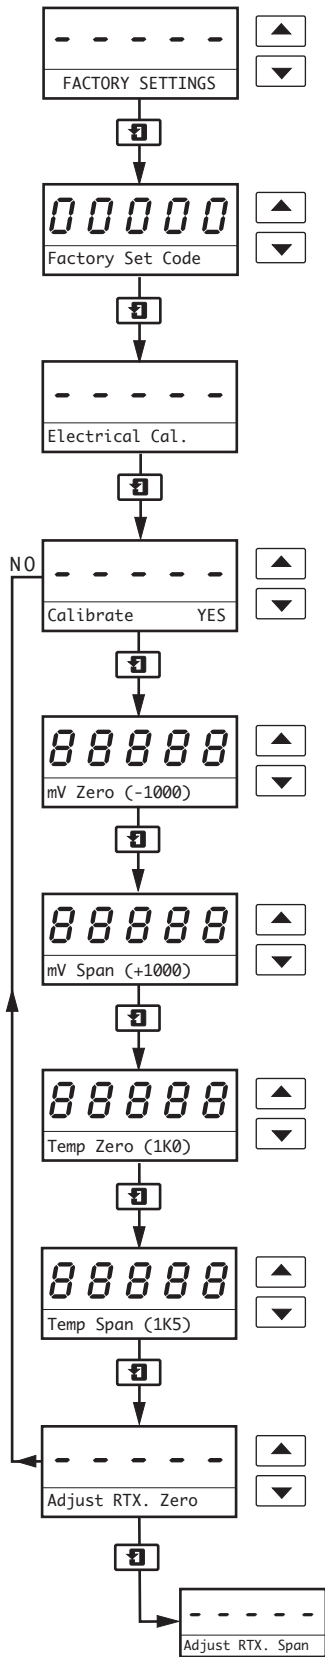 - - - - -
FACTORY SETTINGS
00000
Factory Set Code
- - - - -
Electrical Cal.
NO
- - - - -
Calibrate YES
88888
mV Zero (-1000)
88888
mV Span (+1000)
88888
Temp Zero (1K0)
88888
Temp Span (1K5)
- - - - -
Adjust RTX. Zero
- - - - -
Adjust RTX. Span